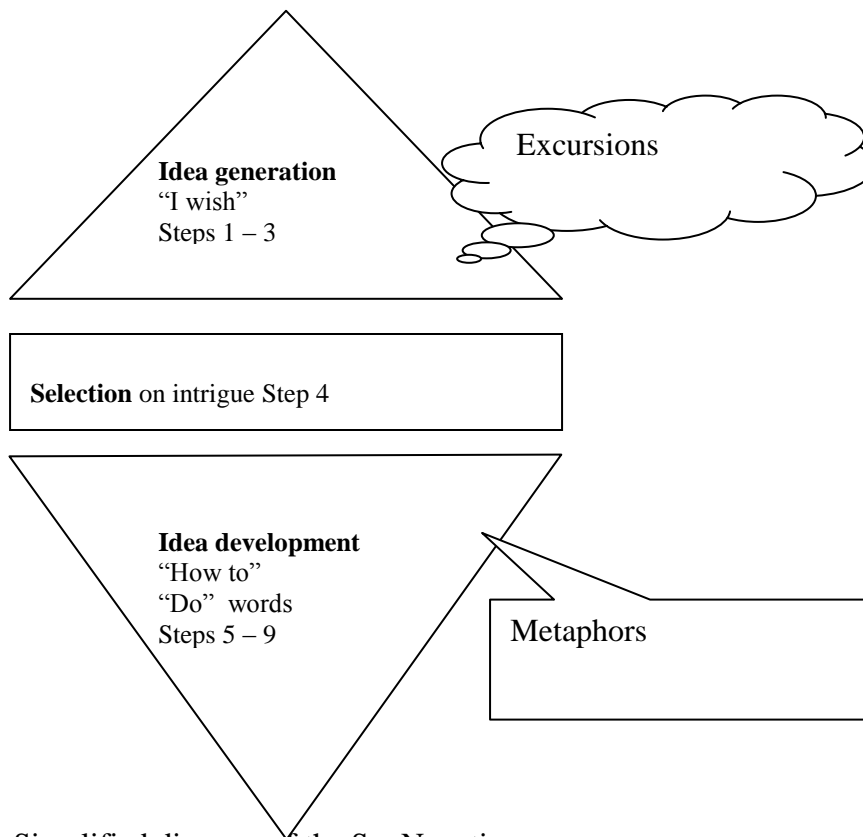 Excursions
Idea generation
“I wish”
Steps 1 – 3
Selection on intrigue Step 4
Idea development
“How to”
“Do” words
Steps 5 – 9
Metaphors
Simplified of the